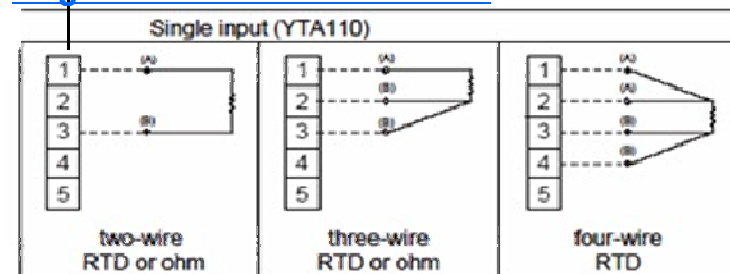 Single input (YTA110)
1 (A)
2
3 (B)
4
5
two-wire
RTD or ohm
1 (A)
2 (B)
3 (B)
4
5
three-wire
RTD or ohm
1 (A)
2 (A)
3 (B)
4 (B)
5
four-wire
RTD